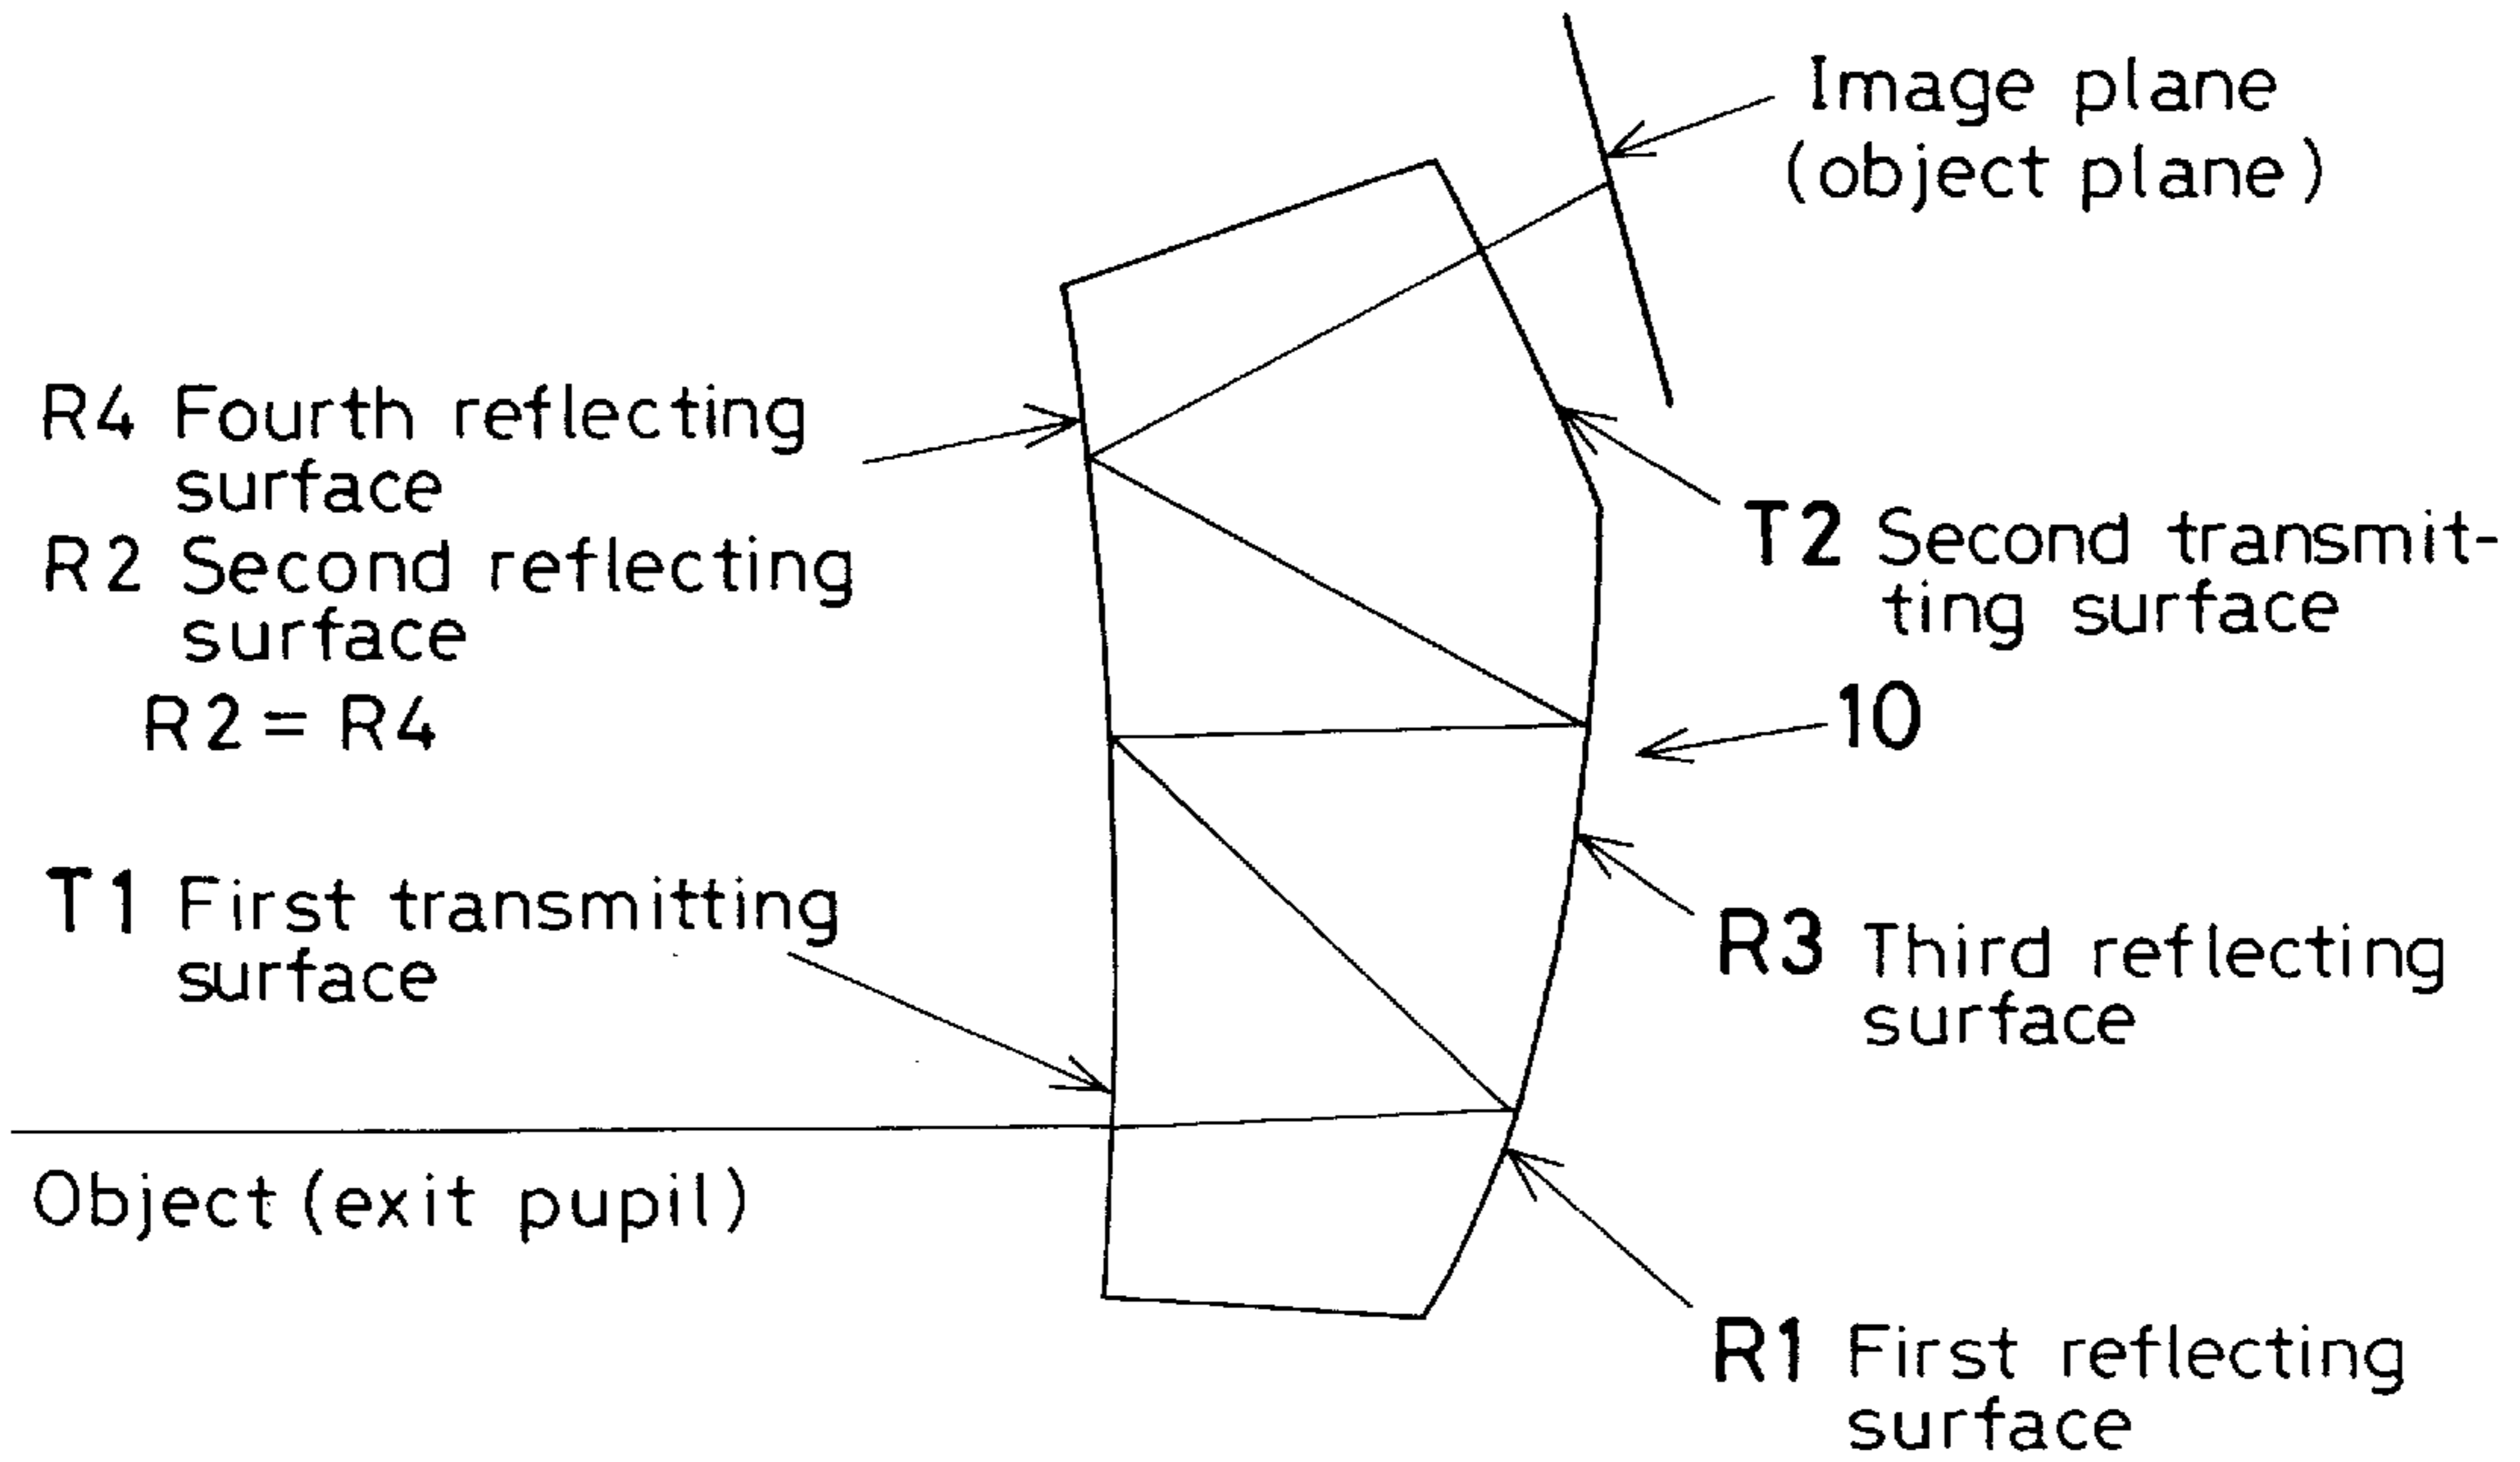 Image plane
(object plane)
R4 Fourth reflecting
surface
R2 Second reflecting
surface
R2 = R4
T2 Second transmit-
ting surface
10
T1 First transmitting
surface
R3 Third reflecting
surface
Object (exit pupil)
R1 First reflecting
surface